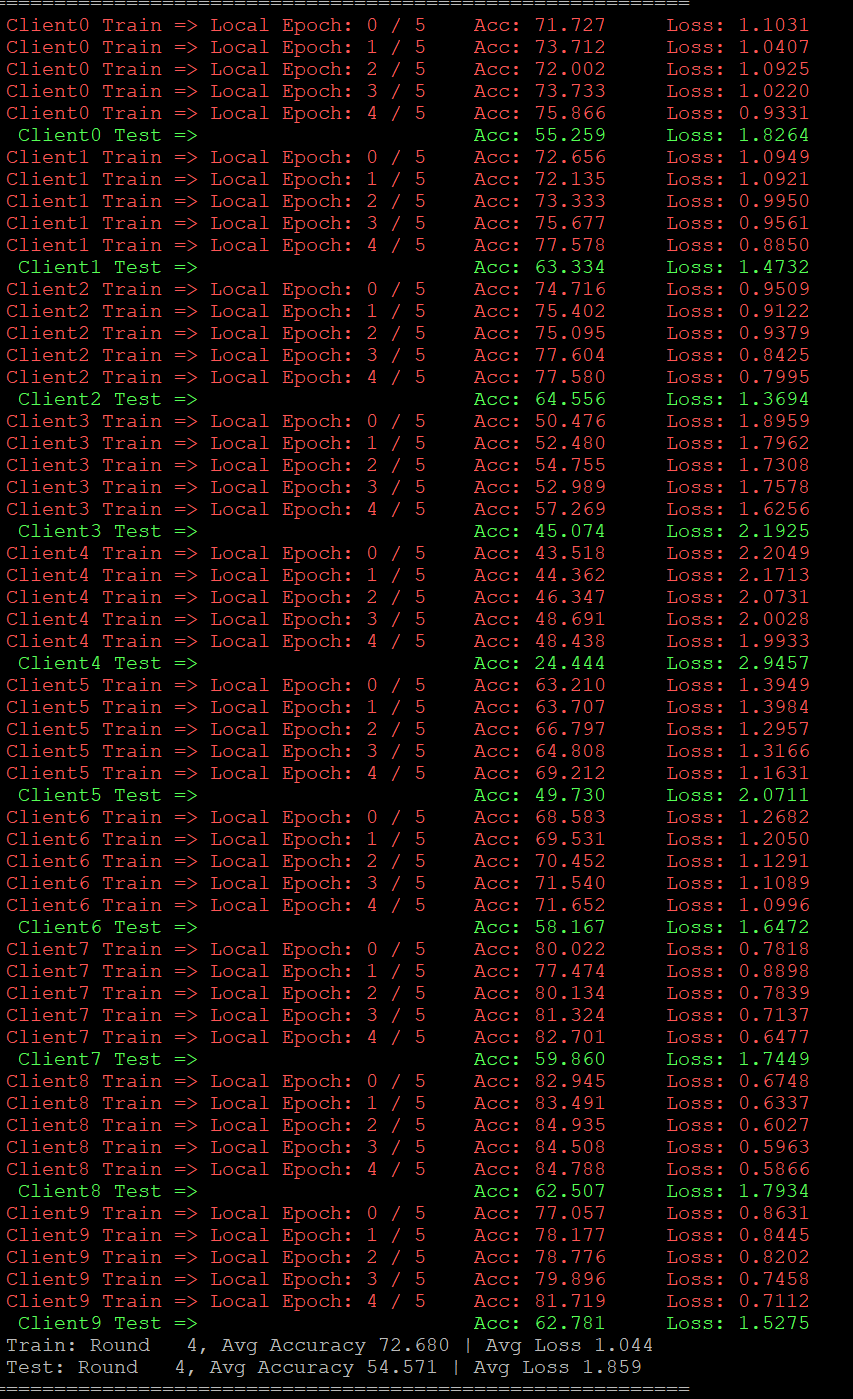 ==========================================================
Client0 Train => Local Epoch: 0 / 5    Acc: 71.727     Loss: 1.1031
Client0 Train => Local Epoch: 1 / 5    Acc: 73.712     Loss: 1.0407
Client0 Train => Local Epoch: 2 / 5    Acc: 72.002     Loss: 1.0925
Client0 Train => Local Epoch: 3 / 5    Acc: 73.733     Loss: 1.0220
Client0 Train => Local Epoch: 4 / 5    Acc: 75.866     Loss: 0.9331
 Client0 Test =>                       Acc: 55.259     Loss: 1.8264
Client1 Train => Local Epoch: 0 / 5    Acc: 72.656     Loss: 1.0949
Client1 Train => Local Epoch: 1 / 5    Acc: 72.135     Loss: 1.0921
Client1 Train => Local Epoch: 2 / 5    Acc: 73.333     Loss: 0.9950
Client1 Train => Local Epoch: 3 / 5    Acc: 75.677     Loss: 0.9561
Client1 Train => Local Epoch: 4 / 5    Acc: 77.578     Loss: 0.8850
 Client1 Test =>                       Acc: 63.334     Loss: 1.4732
Client2 Train => Local Epoch: 0 / 5    Acc: 74.716     Loss: 0.9509
Client2 Train => Local Epoch: 1 / 5    Acc: 75.402     Loss: 0.9122
Client2 Train => Local Epoch: 2 / 5    Acc: 75.095     Loss: 0.9379
Client2 Train => Local Epoch: 3 / 5    Acc: 77.604     Loss: 0.8425
Client2 Train => Local Epoch: 4 / 5    Acc: 77.580     Loss: 0.7995
 Client2 Test =>                       Acc: 64.556     Loss: 1.3694
Client3 Train => Local Epoch: 0 / 5    Acc: 50.476     Loss: 1.8959
Client3 Train => Local Epoch: 1 / 5    Acc: 52.480     Loss: 1.7962
Client3 Train => Local Epoch: 2 / 5    Acc: 54.755     Loss: 1.7308
Client3 Train => Local Epoch: 3 / 5    Acc: 52.989     Loss: 1.7578
Client3 Train => Local Epoch: 4 / 5    Acc: 57.269     Loss: 1.6256
 Client3 Test =>                       Acc: 45.074     Loss: 2.1925
Client4 Train => Local Epoch: 0 / 5    Acc: 43.518     Loss: 2.2049
Client4 Train => Local Epoch: 1 / 5    Acc: 44.362     Loss: 2.1713
Client4 Train => Local Epoch: 2 / 5    Acc: 46.347     Loss: 2.0731
Client4 Train => Local Epoch: 3 / 5    Acc: 48.691     Loss: 2.0028
Client4 Train => Local Epoch: 4 / 5    Acc: 48.438     Loss: 1.9933
 Client4 Test =>                       Acc: 24.444     Loss: 2.9457
Client5 Train => Local Epoch: 0 / 5    Acc: 63.210     Loss: 1.3949
Client5 Train => Local Epoch: 1 / 5    Acc: 63.707     Loss: 1.3984
Client5 Train => Local Epoch: 2 / 5    Acc: 66.797     Loss: 1.2957
Client5 Train => Local Epoch: 3 / 5    Acc: 64.808     Loss: 1.3166
Client5 Train => Local Epoch: 4 / 5    Acc: 69.212     Loss: 1.1631
 Client5 Test =>                       Acc: 49.730     Loss: 2.0711
Client6 Train => Local Epoch: 0 / 5    Acc: 68.583     Loss: 1.2682
Client6 Train => Local Epoch: 1 / 5    Acc: 69.531     Loss: 1.2050
Client6 Train => Local Epoch: 2 / 5    Acc: 70.452     Loss: 1.1291
Client6 Train => Local Epoch: 3 / 5    Acc: 71.540     Loss: 1.1089
Client6 Train => Local Epoch: 4 / 5    Acc: 71.652     Loss: 1.0996
 Client6 Test =>                       Acc: 58.167     Loss: 1.6472
Client7 Train => Local Epoch: 0 / 5    Acc: 80.022     Loss: 0.7818
Client7 Train => Local Epoch: 1 / 5    Acc: 77.474     Loss: 0.8898
Client7 Train => Local Epoch: 2 / 5    Acc: 80.134     Loss: 0.7839
Client7 Train => Local Epoch: 3 / 5    Acc: 81.324     Loss: 0.7137
Client7 Train => Local Epoch: 4 / 5    Acc: 82.701     Loss: 0.6477
 Client7 Test =>                       Acc: 59.860     Loss: 1.7449
Client8 Train => Local Epoch: 0 / 5    Acc: 82.945     Loss: 0.6748
Client8 Train => Local Epoch: 1 / 5    Acc: 83.491     Loss: 0.6337
Client8 Train => Local Epoch: 2 / 5    Acc: 84.935     Loss: 0.6027
Client8 Train => Local Epoch: 3 / 5    Acc: 84.508     Loss: 0.5963
Client8 Train => Local Epoch: 4 / 5    Acc: 84.788     Loss: 0.5866
 Client8 Test =>                       Acc: 62.507     Loss: 1.7934
Client9 Train => Local Epoch: 0 / 5    Acc: 77.057     Loss: 0.8631
Client9 Train => Local Epoch: 1 / 5    Acc: 78.177     Loss: 0.8445
Client9 Train => Local Epoch: 2 / 5    Acc: 78.776     Loss: 0.8202
Client9 Train => Local Epoch: 3 / 5    Acc: 79.896     Loss: 0.7458
Client9 Train => Local Epoch: 4 / 5    Acc: 81.719     Loss: 0.7112
 Client9 Test =>                       Acc: 62.781     Loss: 1.5275
Train: Round   4, Avg Accuracy 72.680 | Avg Loss 1.044
Test: Round   4, Avg Accuracy 54.571 | Avg Loss 1.859
==========================================================